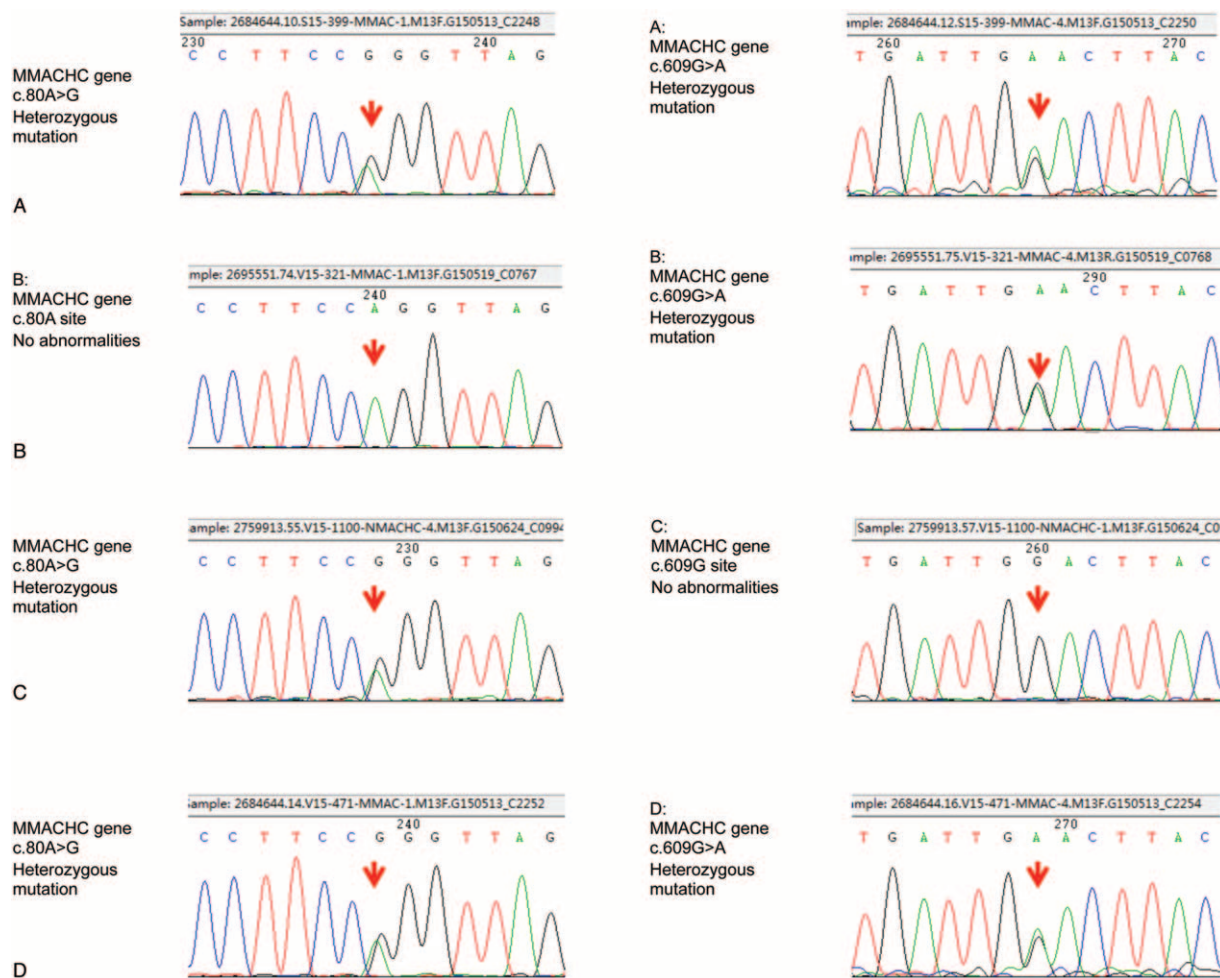 Sample: 2684644.10.S15-399-MMAC-1.M13F.G150513_C2248
230 240
C C T T C C G G G T T A G
MMACHC gene
c.80A>G
Heterozygous
mutation
A
A:
MMACHC gene
c.609G>A
Heterozygous
mutation
ample: 2684644.12.S15-399-MMAC-4.M13F.G150513_C2250
260 270
T G A T T G A A C T T A C
B:
MMACHC gene
c.80A site
No abnormalities
mple: 2695551.74.V15-321-MMAC-1.M13F.G150519_C0767
240
C C T T C C A G G T T A G
B
B:
MMACHC gene
c.609G>A
Heterozygous
mutation
mple: 2695551.75.V15-321-MMAC-4.M13R.G150519_C0768
290
T G A T T G A A C T T A C
MMACHC gene
c.80A>G
Heterozygous
mutation
ample: 2759913.55.V15-1100-NMACHC-4.M13F.G150624_C0994
230
C C T T C C G G G T T A G
C
C:
MMACHC gene
c.609G site
No abnormalities
Sample: 2759913.57.V15-1100-NMACHC-1.M13F.G150624_C0
260
T G A T T G G A C T T A C
MMACHC gene
c.80A>G
Heterozygous
mutation
ample: 2684644.14.V15-471-MMAC-1.M13F.G150513_C2252
240
C C T T C C G G G T T A G
D
D:
MMACHC gene
c.609G>A
Heterozygous
mutation
mple: 2684644.16.V15-471-MMAC-4.M13F.G150513_C2254
270
T G A T T G A A C T T A C